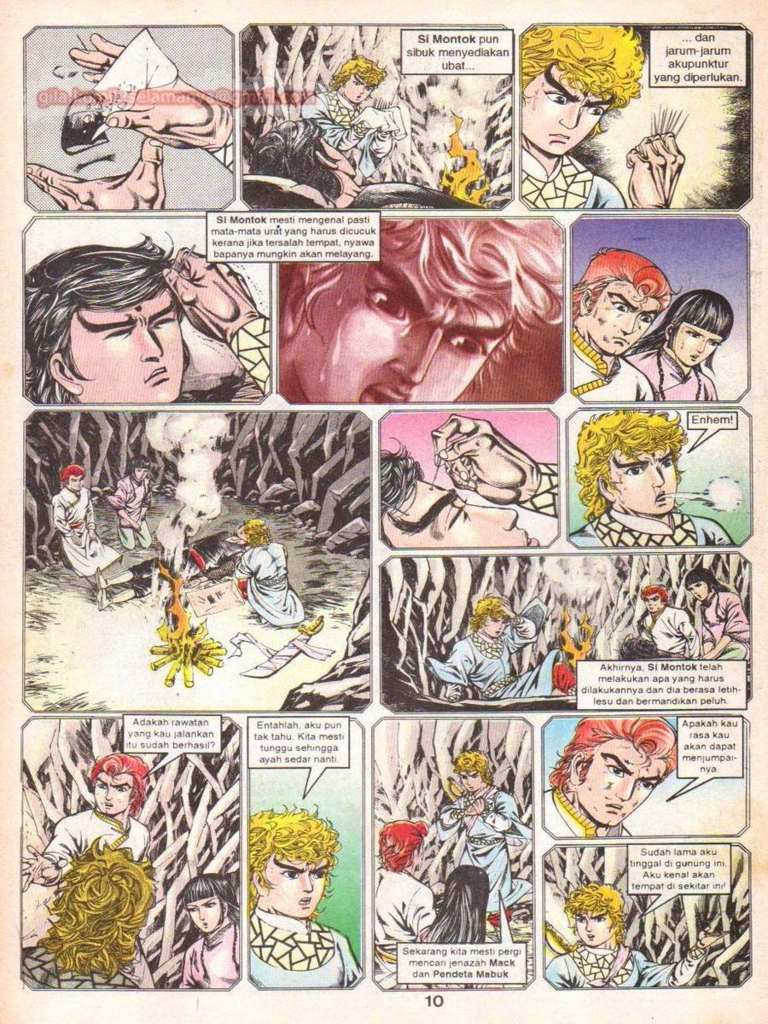 Si Montok pun
sibuk menyediakan
ubat...
... dan
jarum-jarum
akupunktur
yang diperlukan.
Si Montok mesti mengenal pasti
mata-mata urat yang harus dicucuk
kerana jika tersalah tempat, nyawa
bapanya mungkin akan melayang.
Enhem!
Akhirnya, Si Montok telah
melakukan apa yang harus
dilakukannya dan dia berasa letih-
lesu dan bermandikan peluh.
Adakah rawatan
yang kau jalankan
itu sudah berhasil?
Entahlah, aku pun
tak tahu. Kita mesti
tunggu sehingga
ayah sedar nanti.
Sekarang kita mesti pergi
mencari jenazah Mack
dan Pendeta Mabuk
Apakah kau
rasa kau
akan dapat
menjumpai-
nya.
Sudah lama aku
tinggal di gunung ini.
Aku kenal akan
tempat di sekitar ini!
10